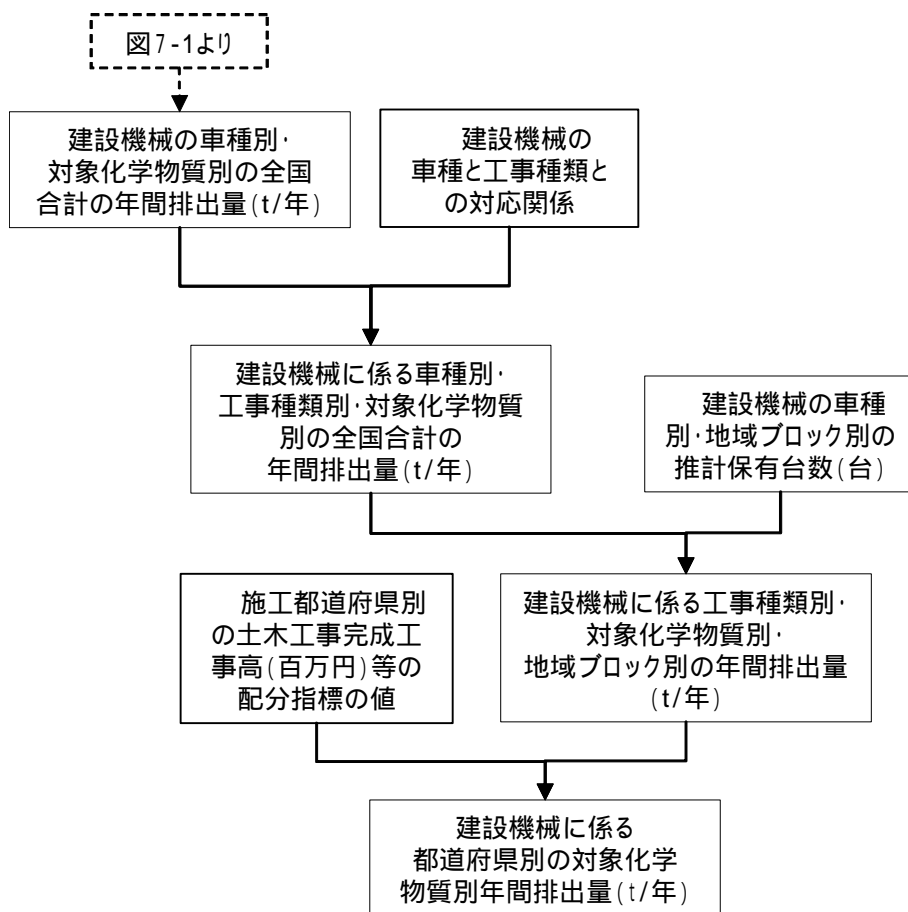 図7-1より
建設機械の車種別・
対象化学物質別の全国
合計の年間排出量(t/年)
建設機械の
車種と工事種類と
の対応関係
建設機械に係る車種別・
工事種類別・対象化学物質
別の全国合計の
年間排出量(t/年)
建設機械の車種
別・地域ブロック別の
推計保有台数(台)
施工都道府県別
の土木工事完成工
事高(百万円)等の
配分指標の値
建設機械に係る工事種類別・
対象化学物質別・
地域ブロック別の年間排出量
(t/年)
建設機械に係る
都道府県別の対象化学
物質別年間排出量(t/年)